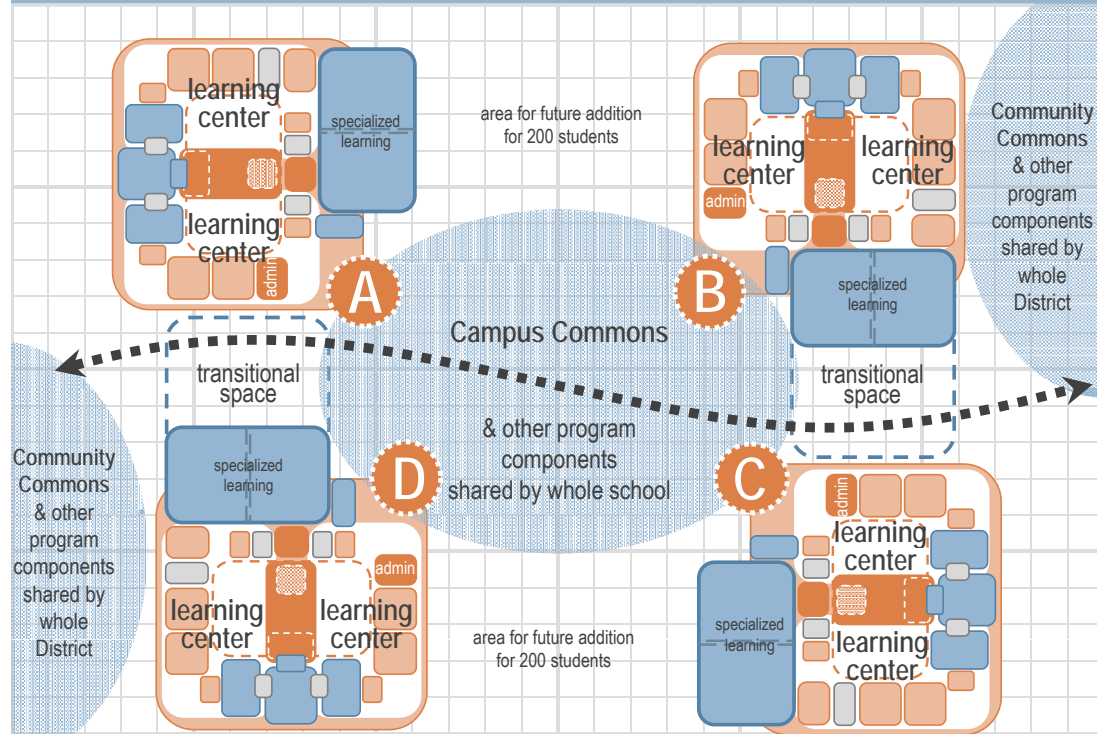 learning
center
specialized
learning
learning
center
admin
A
area for future addition
for 200 students
learning
center
learning
center
admin
specialized
learning
B
Community
Commons
& other
program
components
shared by
whole
District
Campus Commons
& other program
components
shared by whole school
transitional
space
transitional
space
Community
Commons
& other
program
components
shared by
whole
District
specialized
learning
D
admin
learning
center
learning
center
area for future addition
for 200 students
C
admin
learning
center
specialized
learning
learning
center